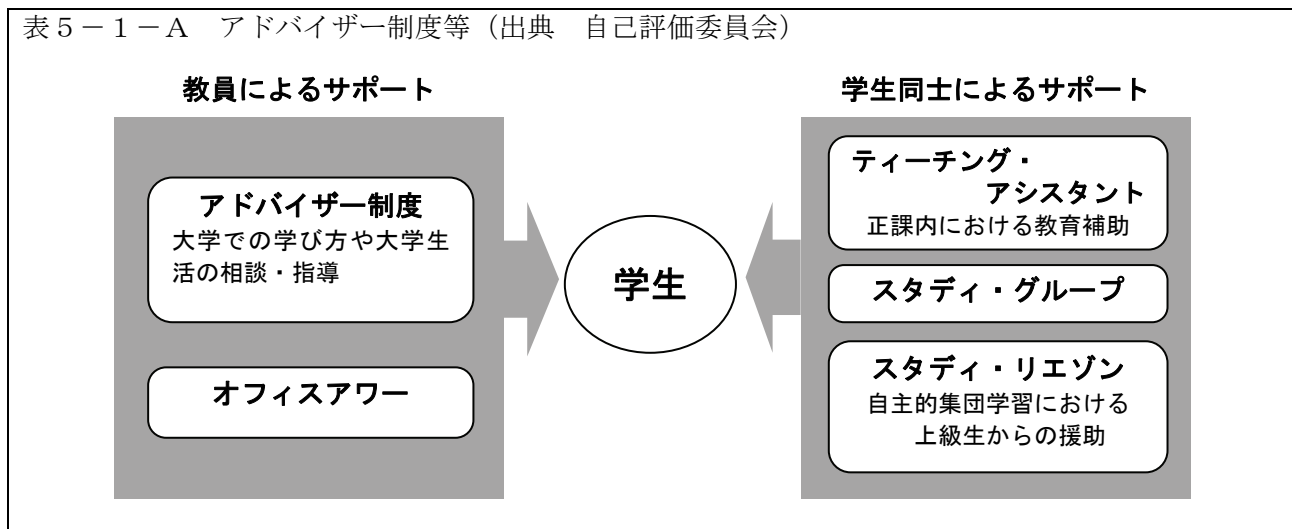 表5-1-A アドバイザー制度等(出典 自己評価委員会)
教員によるサポート
アドバイザー制度
大学での学び方や大学生
活の相談・指導
オフィスアワー
学生
学生同士によるサポート
ティーチング・
アシスタント
正課内における教育補助
スタディ・グループ
スタディ・リエゾン
自主的集団学習における
上級生からの援助